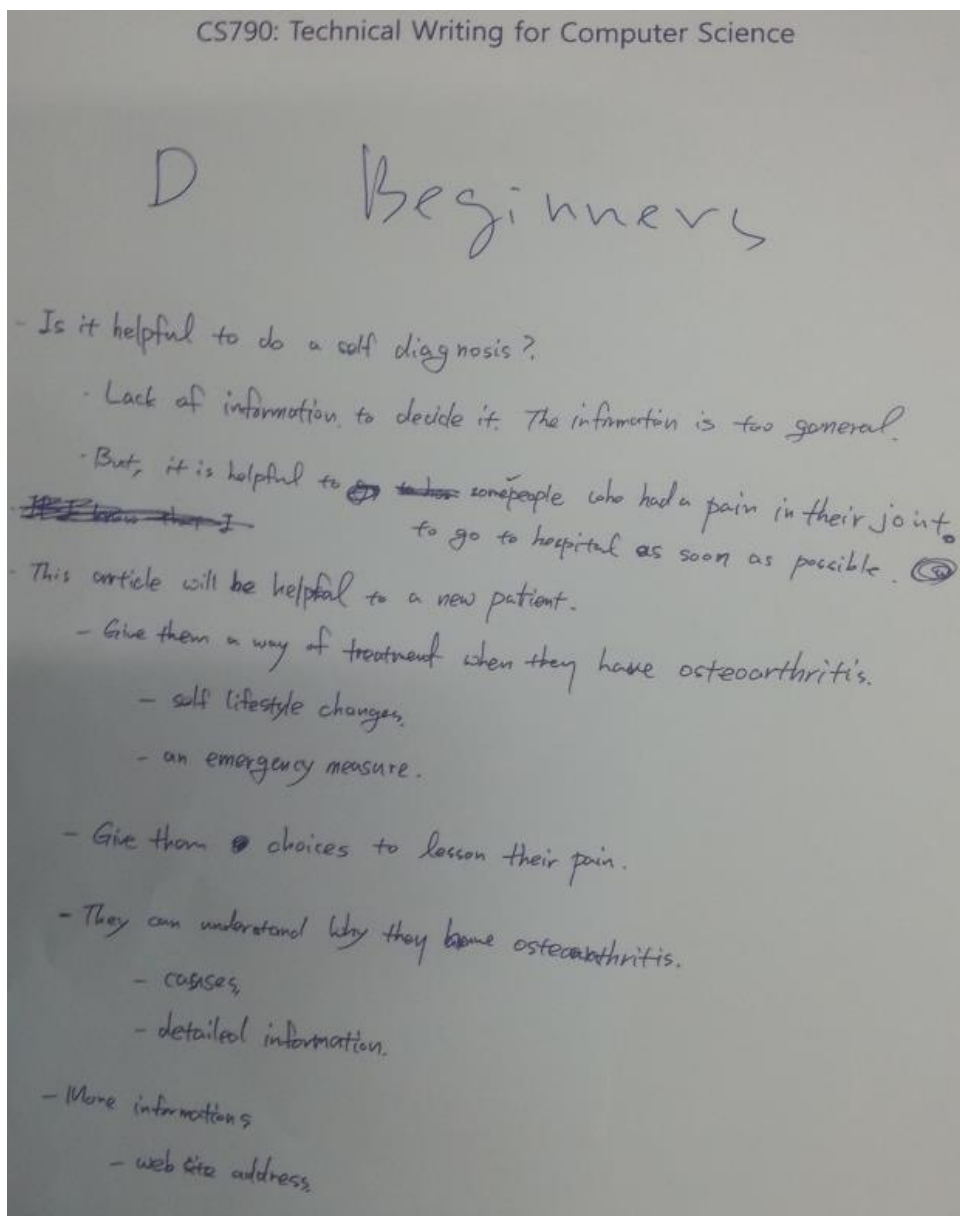 CS790: Technical Writing for Computer Science
D Beginners
- Is it helpful to do a self diagnosis?
· Lack of information, to decide it. The information is too general.
· But, it is helpful to some people who had a pain in their joint.
to go to hospital as soon as possible.
· This article will be helpful to a new patient.
- Give them a way of treatment when they have osteoarthritis.
- self lifestyle changes,
- an emergency measure.
- Give them choices to lesson their pain.
- They can understand why they osteoarthritis.
- causes,
- detailed information.
- More informations
- web site address,